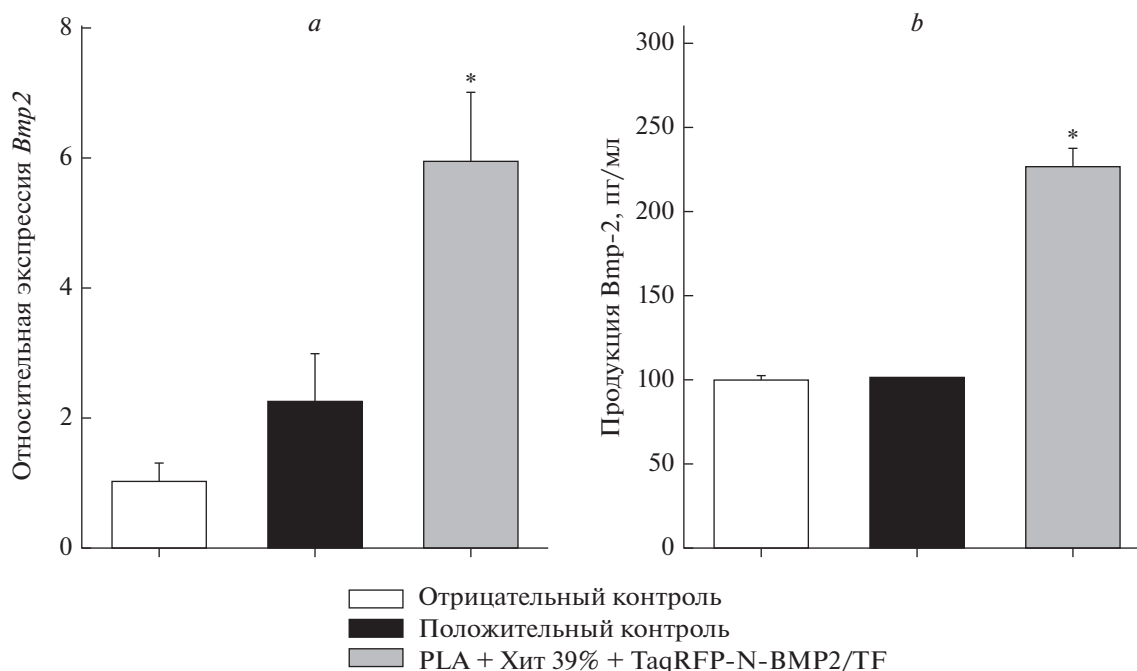 a
Относительная экспрессия Bmp2
8
6
4
2
0
*
b
Продукция Bmp-2, пг/мл
300
250
200
150
100
50
0
*
Отрицательный контроль
Положительный контроль
PLA + Хит 39% + TaqRFP-N-BMP2/TF